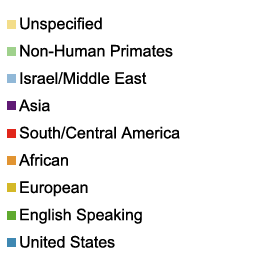 Unspecified
Non-Human Primates
Israel/Middle East
Asia
South/Central America
African
European
English Speaking
United States